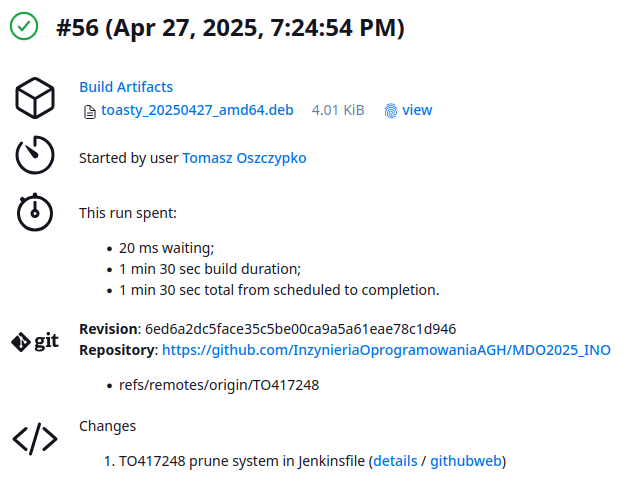 #56 (Apr 27, 2025, 7:24:54 PM)
Build Artifacts
toasty_20250427_amd64.deb 4.01 KiB view
Started by user Tomasz Oszczypko
This run spent:
• 20 ms waiting;
• 1 min 30 sec build duration;
• 1 min 30 sec total from scheduled to completion.
git
Revision: 6ed6a2dc5face35c5be00ca9a5a61eae78c1d946
Repository: https://github.com/InzynieriaOprogramowaniaAGH/MDO2025_INO
• refs/remotes/origin/TO417248
Changes
1. TO417248 prune system in Jenkinsfile (details / githubweb)